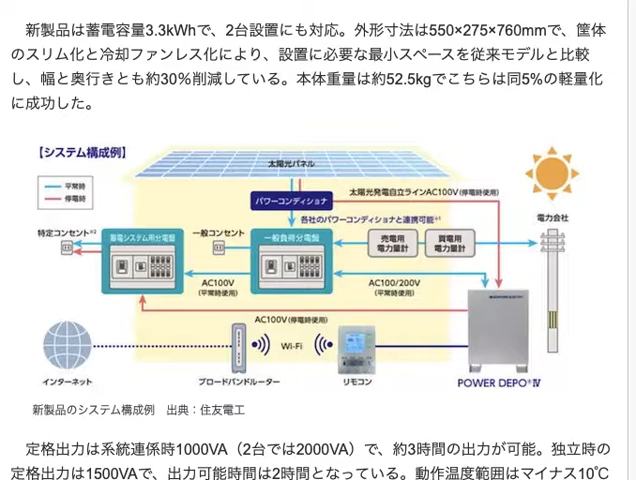 新製品は蓄電容量3.3kWhで、2台設置にも対応。外形寸法は550×275×760mmで、筐体
のスリム化と冷却ファンレス化により、設置に必要な最小スペースを従来モデルと比較
し、幅と奥行きとも約30%削減している。本体重量は約52.5kgでこちらは同5%の軽量化
に成功した。
【システム構成例】
太陽光パネル
平常時
停電時
パワーコンディショナ
太陽光発電自立ラインAC100V(停電時使用)
各社のパワーコンディショナと連携可能※1
電力会社
特定コンセント※2
蓄電システム用分電盤
一般コンセント
一般負荷分電盤
売電用
電力量計
買電用
電力量計
AC100V
(平常時使用)
AC100/200V
(平常時使用)
AC100V(停電時使用)
Wi-Fi
インターネット
ブロードバンドルーター
リモコン
POWER DEPO®Ⅳ
新製品のシステム構成例　出典：住友電工
定格出力は系統連係時1000VA（2台では2000VA）で、約3時間の出力が可能。独立時の
定格出力は1500VAで、出力可能時間は2時間となっている。動作温度範囲はマイナス10℃